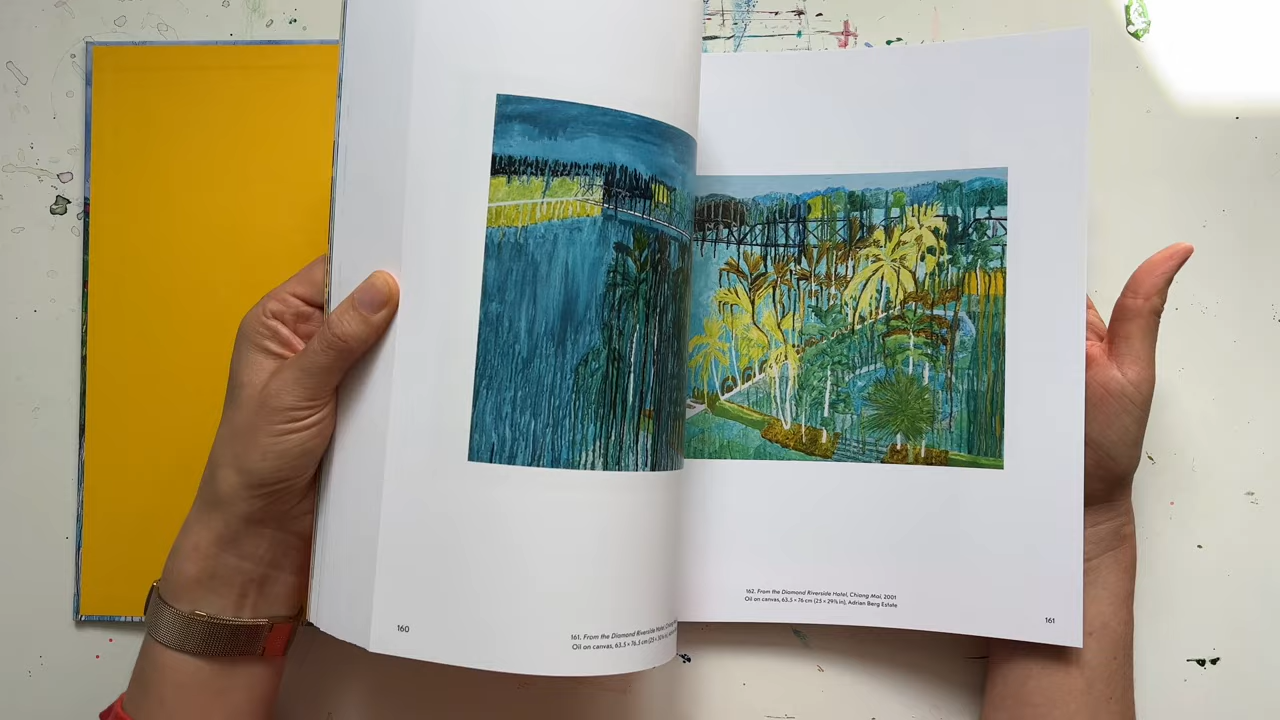 160
161. From the Diamond Riverside Hotel,
Oil on canvas, 63.5 × 76.5 cm
162. From the Diamond Riverside Hotel, Chiang Mai, 2001
Oil on canvas, 63.5 × 76 cm (25 × 29⅞ in), Adrian Berg Estate
161